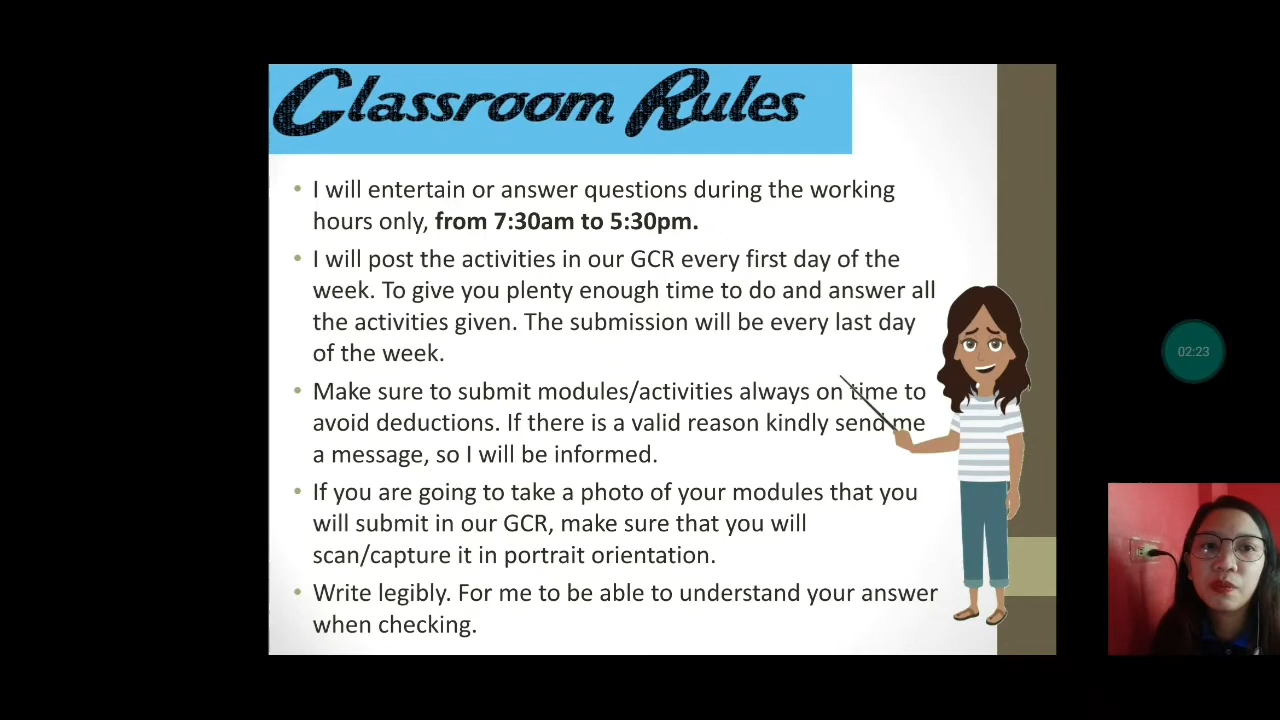 Classroom Rules
• I will entertain or answer questions during the working
hours only, from 7:30am to 5:30pm.
• I will post the activities in our GCR every first day of the
week. To give you plenty enough time to do and answer all
the activities given. The submission will be every last day
of the week.
• Make sure to submit modules/activities always on time to
avoid deductions. If there is a valid reason kindly send me
a message, so I will be informed.
• If you are going to take a photo of your modules that you
will submit in our GCR, make sure that you will
scan/capture it in portrait orientation.
• Write legibly. For me to be able to understand your answer
when checking.
02:23